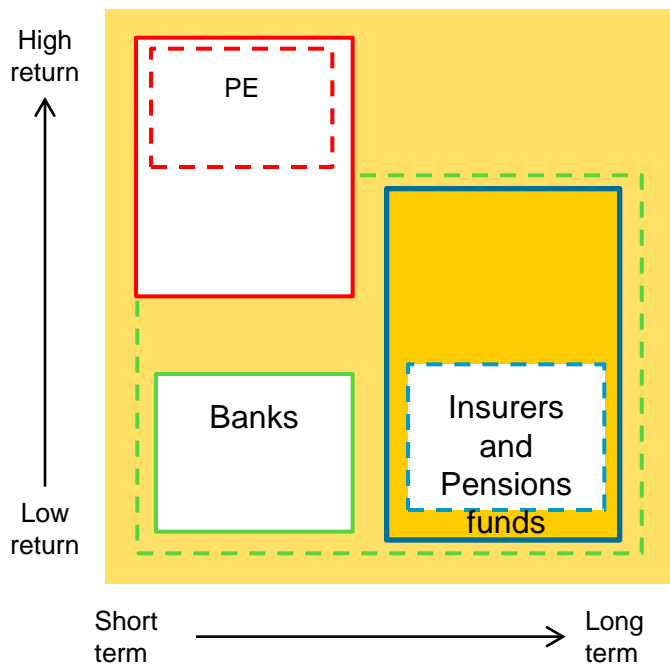 High
return
PE
Banks
Insurers
and
Pensions
funds
Low
return
Short
term
Long
term